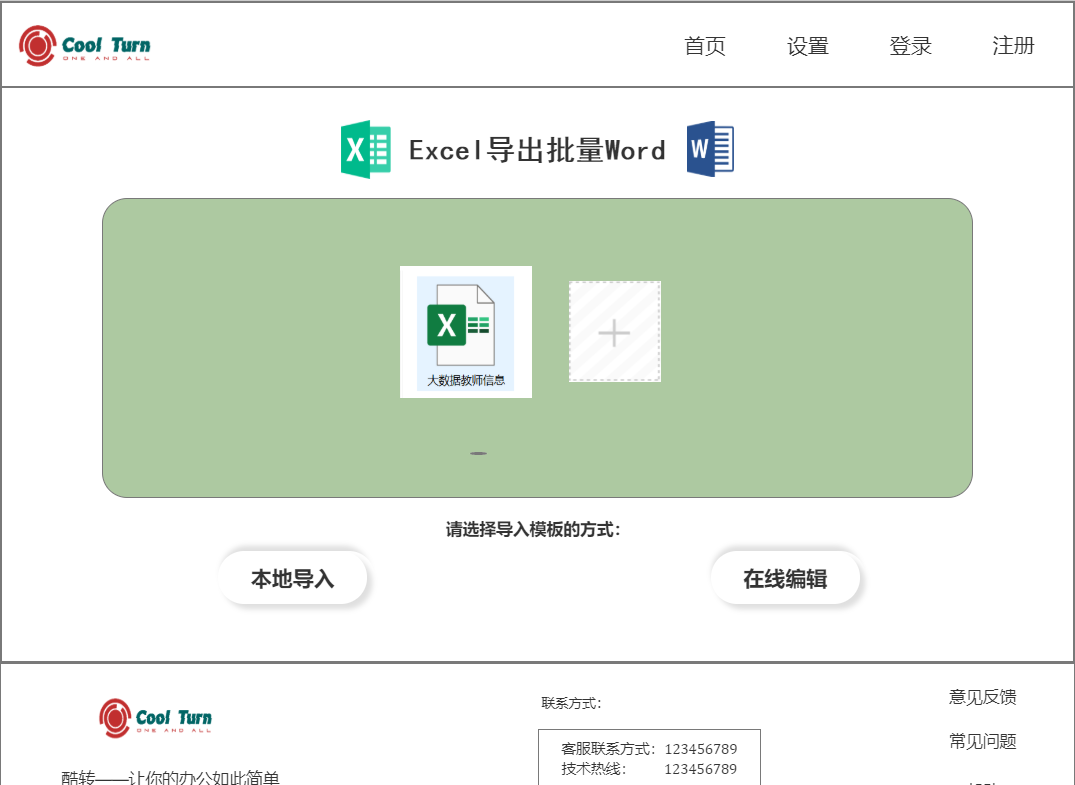 Cool Turn
ONE AND ALL
首页 设置 登录 注册
X Excel导出批量Word W
X
大数据教师信息
请选择导入模板的方式：
本地导入 在线编辑
Cool Turn
ONE AND ALL
酷转——让你的办公如此简单
联系方式：
客服联系方式：123456789
技术热线： 123456789
意见反馈
常见问题